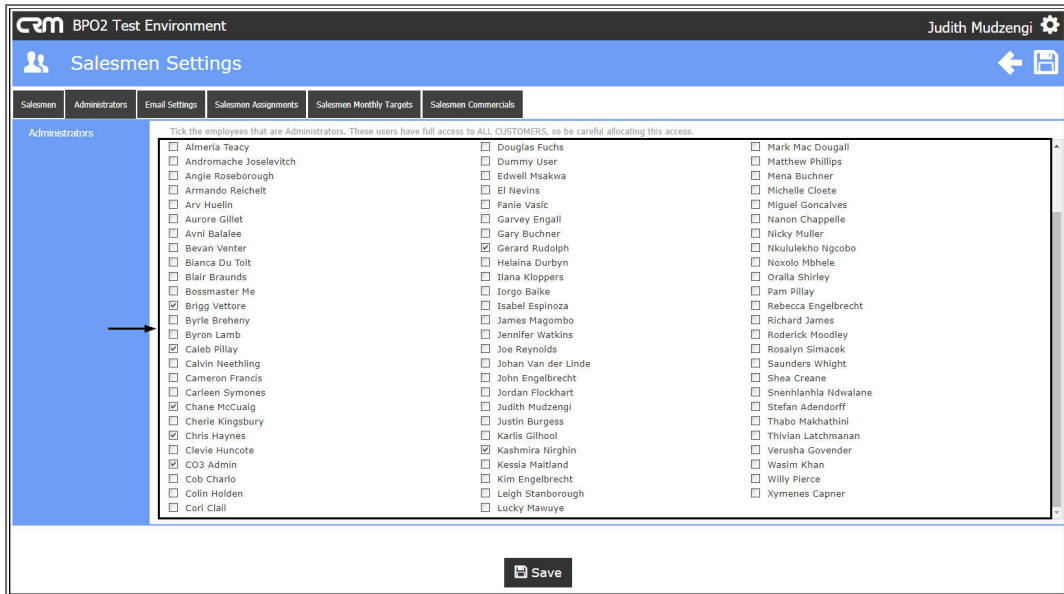 CRM BPO2 Test Environment
Judith Mudzengi
Salesmen Settings
Salesmen
Administrators
Email Settings
Salesmen Assignments
Salesmen Monthly Targets
Salesmen Commercials
Administrators
Tick the employees that are Administrators. These users have full access to ALL CUSTOMERS, so be careful allocating this access.
Almeria Teacy
Andromache Joselevitch
Angie Roseborough
Armando Reichelt
Arv Huelin
Aurore Gillet
Avni Balalee
Bevan Venter
Bianca Du Toit
Blair Braunds
Bossmaster Me
Brigg Vettore
Byrle Breheny
Byron Lamb
Caleb Pillay
Calvin Neethling
Cameron Francis
Carleen Symones
Chane McCuaig
Cherie Kingsbury
Chris Haynes
Clevie Huncote
CO3 Admin
Cob Charlo
Colin Holden
Cori Clail
Douglas Fuchs
Dummy User
Edwell Msakwa
El Nevins
Fanie Vasic
Garvey Engall
Gary Buchner
Gerard Rudolph
Helaina Durbyn
Ilana Kloppers
Iorgo Baike
Isabel Espinoza
James Magombo
Jennifer Watkins
Joe Reynolds
Johan Van der Linde
John Engelbrecht
Jordan Flockhart
Judith Mudzengi
Justin Burgess
Karlis Gilhool
Kashmira Nirghin
Kessia Maitland
Kim Engelbrecht
Leigh Stanborough
Lucky Mawuye
Mark Mac Dougall
Matthew Phillips
Mena Buchner
Michelle Cloete
Miguel Goncalves
Nanon Chappelle
Nicky Muller
Nkululekho Ngcobo
Noxolo Mbhele
Oralla Shirley
Pam Pillay
Rebecca Engelbrecht
Richard James
Roderick Moodley
Rosalyn Simacek
Saunders Whight
Shea Creane
Snenhlanhla Ndwalane
Stefan Adendorff
Thabo Makhathini
Thivian Latchmanan
Verusha Govender
Wasim Khan
Willy Pierce
Xymenes Capner
Save